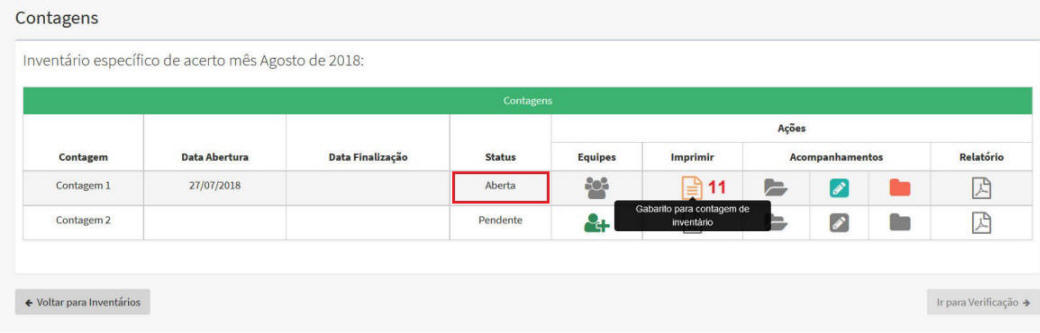 Contagens
Inventário específico de acerto mês Agosto de 2018:
Contagens
Ações
Contagem Data Abertura Data Finalização Status Equipes Imprimir Acompanhamentos Relatório
Contagem 1 27/07/2018 Aberta 11
Gabarito para contagem de
inventário
Contagem 2 Pendente
Voltar para Inventários Ir para Verificação